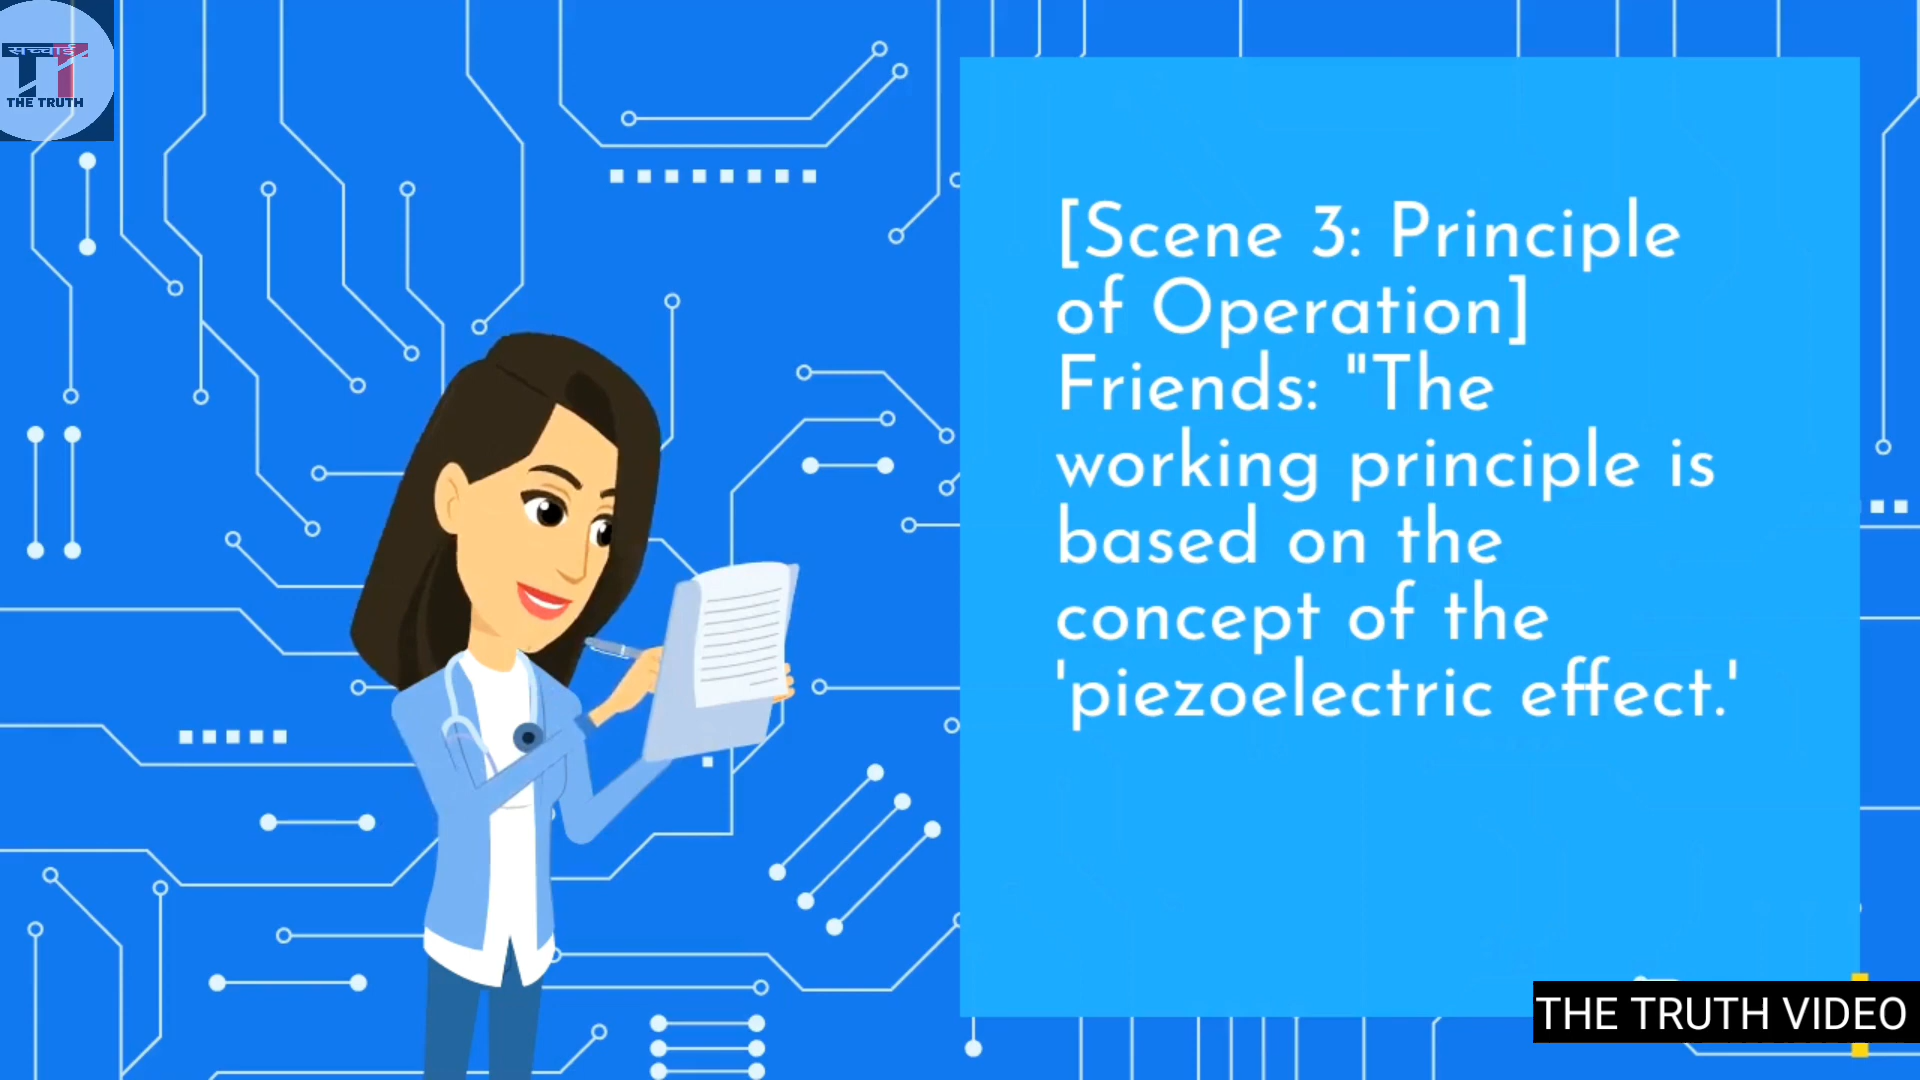 सच्चाई
THE TRUTH
[Scene 3: Principle
of Operation]
Friends: "The
working principle is
based on the
concept of the
'piezoelectric effect.'
THE TRUTH VIDEO